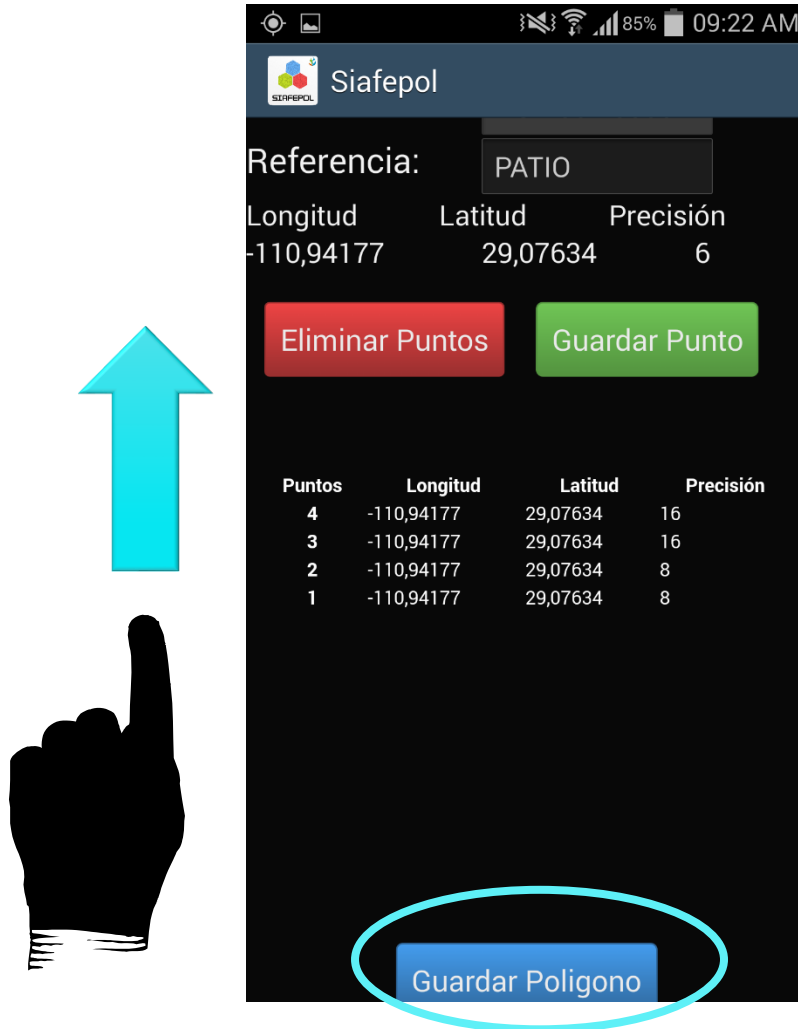 85% 09:22 AM
SIAFEPOL Siafepol
Referencia: PATIO
Longitud Latitud Precisión
-110,94177 29,07634 6
Eliminar Puntos Guardar Punto
Puntos Longitud Latitud Precisión
4 -110,94177 29,07634 16
3 -110,94177 29,07634 16
2 -110,94177 29,07634 8
1 -110,94177 29,07634 8
Guardar Poligono